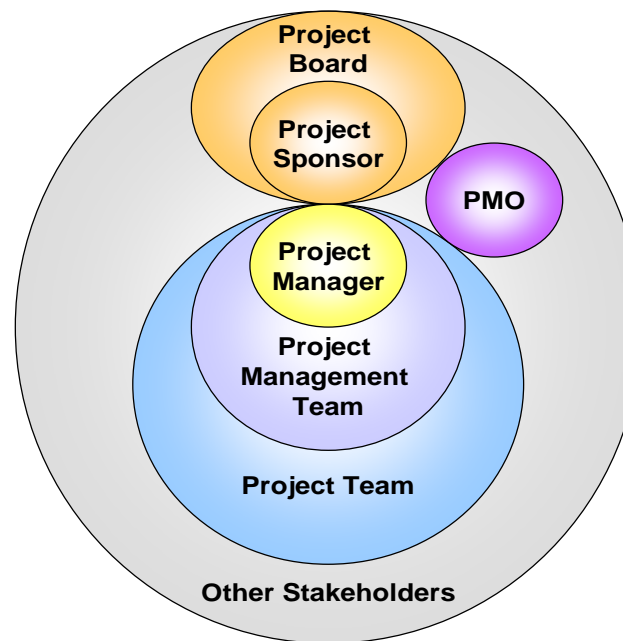 Project
Board
Project
Sponsor
PMO
Project
Manager
Project
Management
Team
Project Team
Other Stakeholders